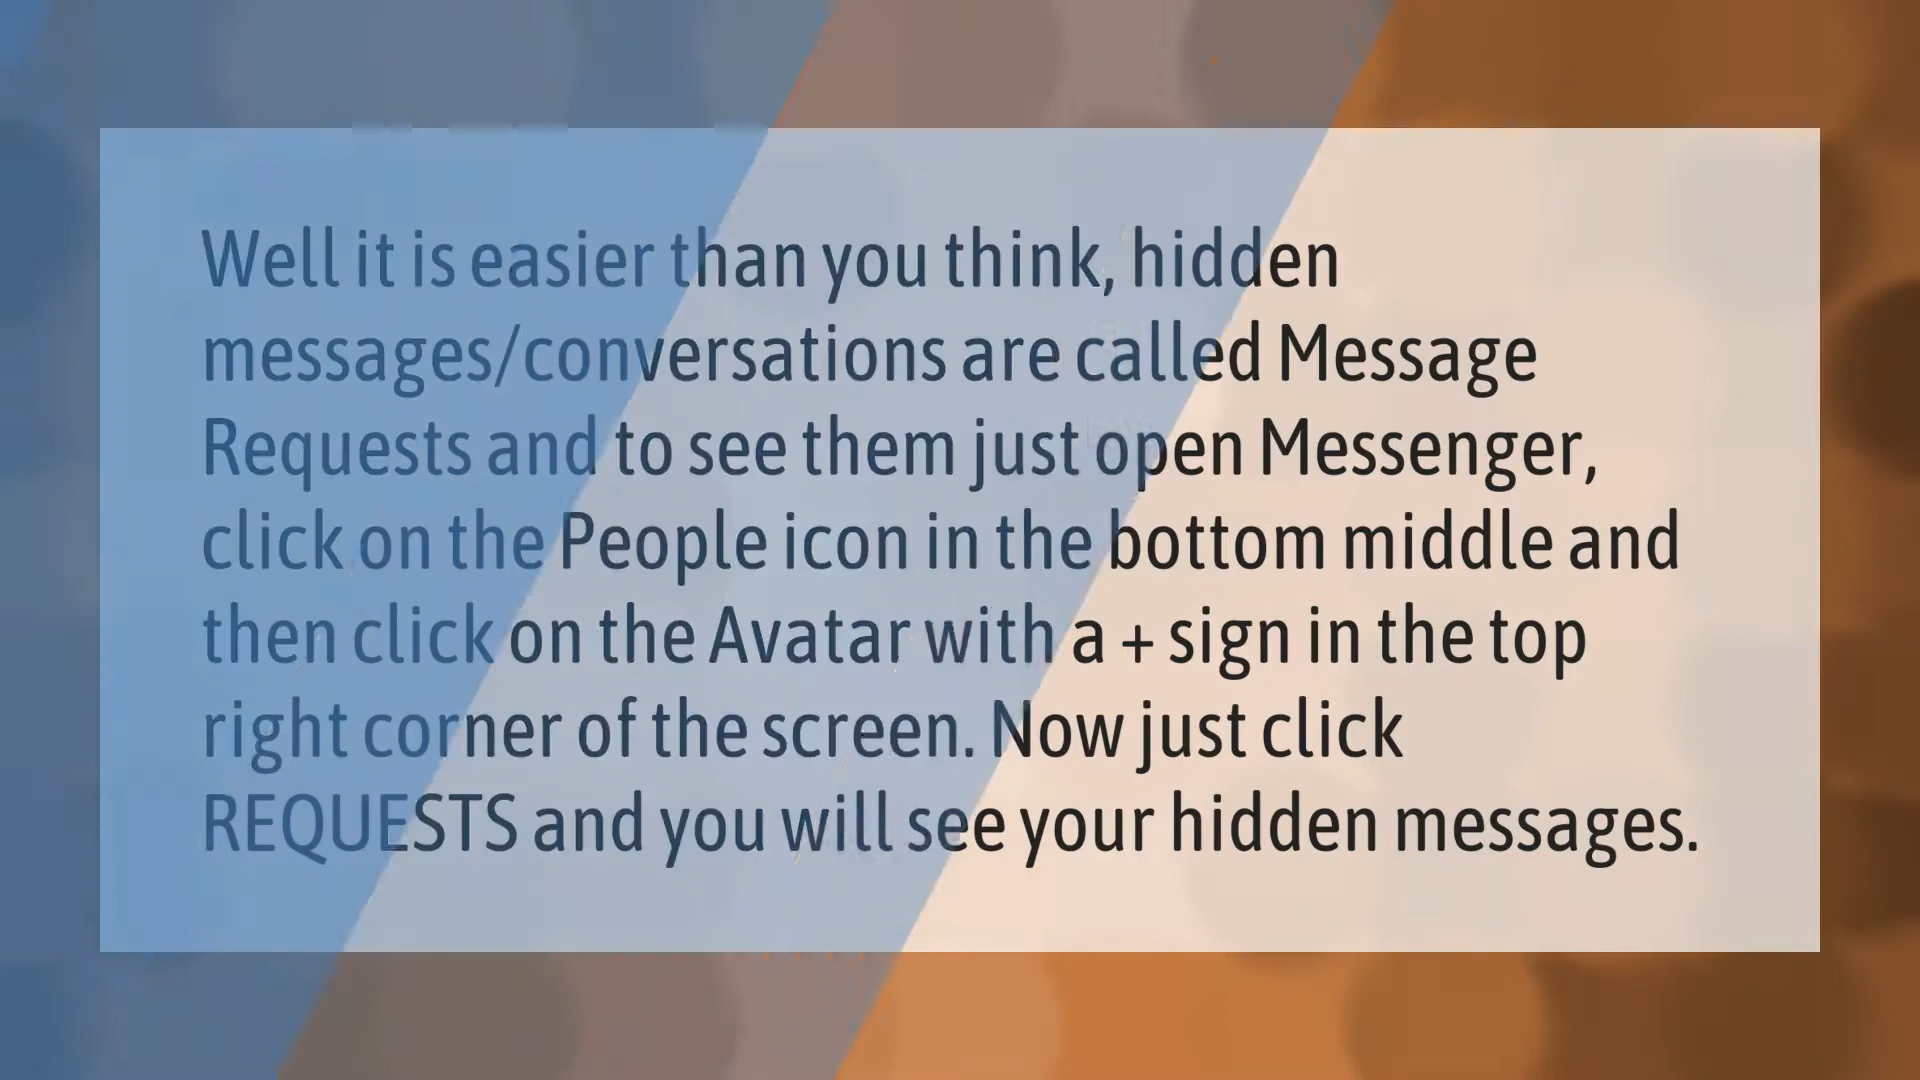 Well it is easier than you think, hidden
messages/conversations are called Message
Requests and to see them just open Messenger,
click on the People icon in the bottom middle and
then click on the Avatar with a + sign in the top
right corner of the screen. Now just click
REQUESTS and you will see your hidden messages.